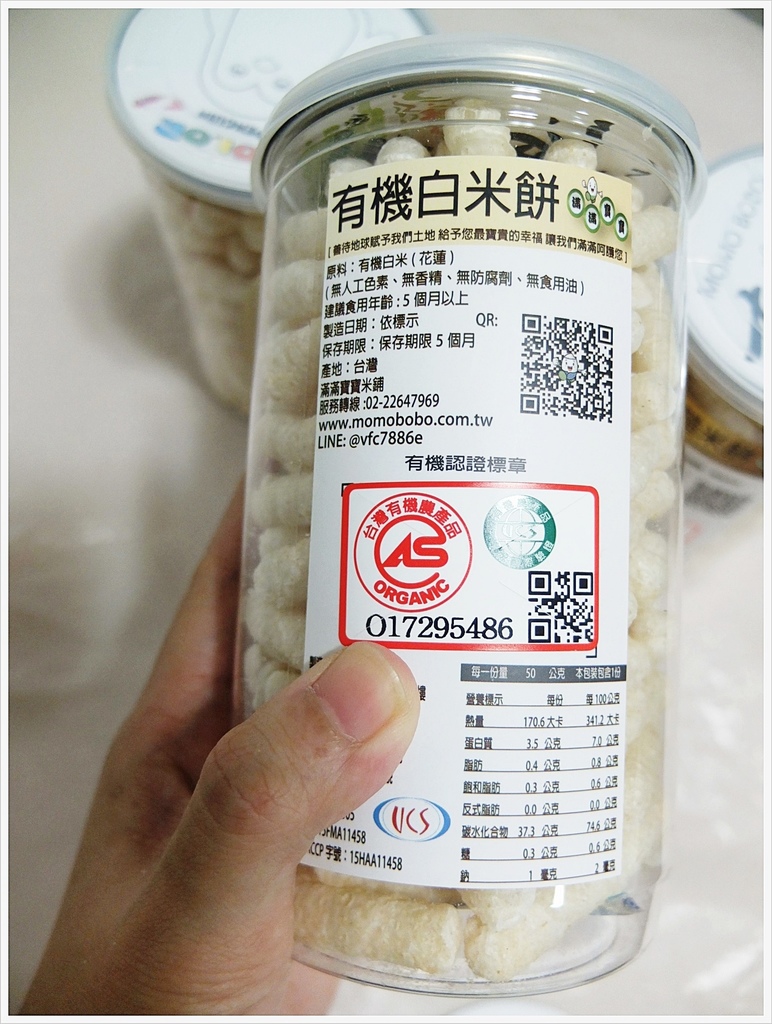 有機白米餅
滿滿寶寶
[ 善待地球賦予我們土地 給予您最寶貴的幸福 讓我們滿滿呵護您 ]
原料：有機白米 ( 花蓮 )
( 無人工色素、無香精、無防腐劑、無食用油 )
建議食用年齡：5 個月以上
製造日期：依標示 QR:
保存期限：保存期限 5 個月
產地：台灣
滿滿寶寶米鋪
服務轉線 :02-22647969
www.momobobo.com.tw
LINE: @vfc7886e
有機認證標章
台灣有機農產品
CAS
ORGANIC
O17295486
每一份量 50 公克 本包裝包含1份
營養標示 每份 每 100 公克
熱量 170.6 大卡 341.2 大卡
蛋白質 3.5 公克 7.0 公克
脂肪 0.4 公克 0.8 公克
飽和脂肪 0.3 公克 0.6 公克
反式脂肪 0.0 公克 0.0 公克
碳水化合物 37.3 公克 74.6 公克
糖 0.3 公克 0.6 公克
鈉 1 毫克 2 毫克
UCS
FMA11458
CCP 字號：15HAA11458